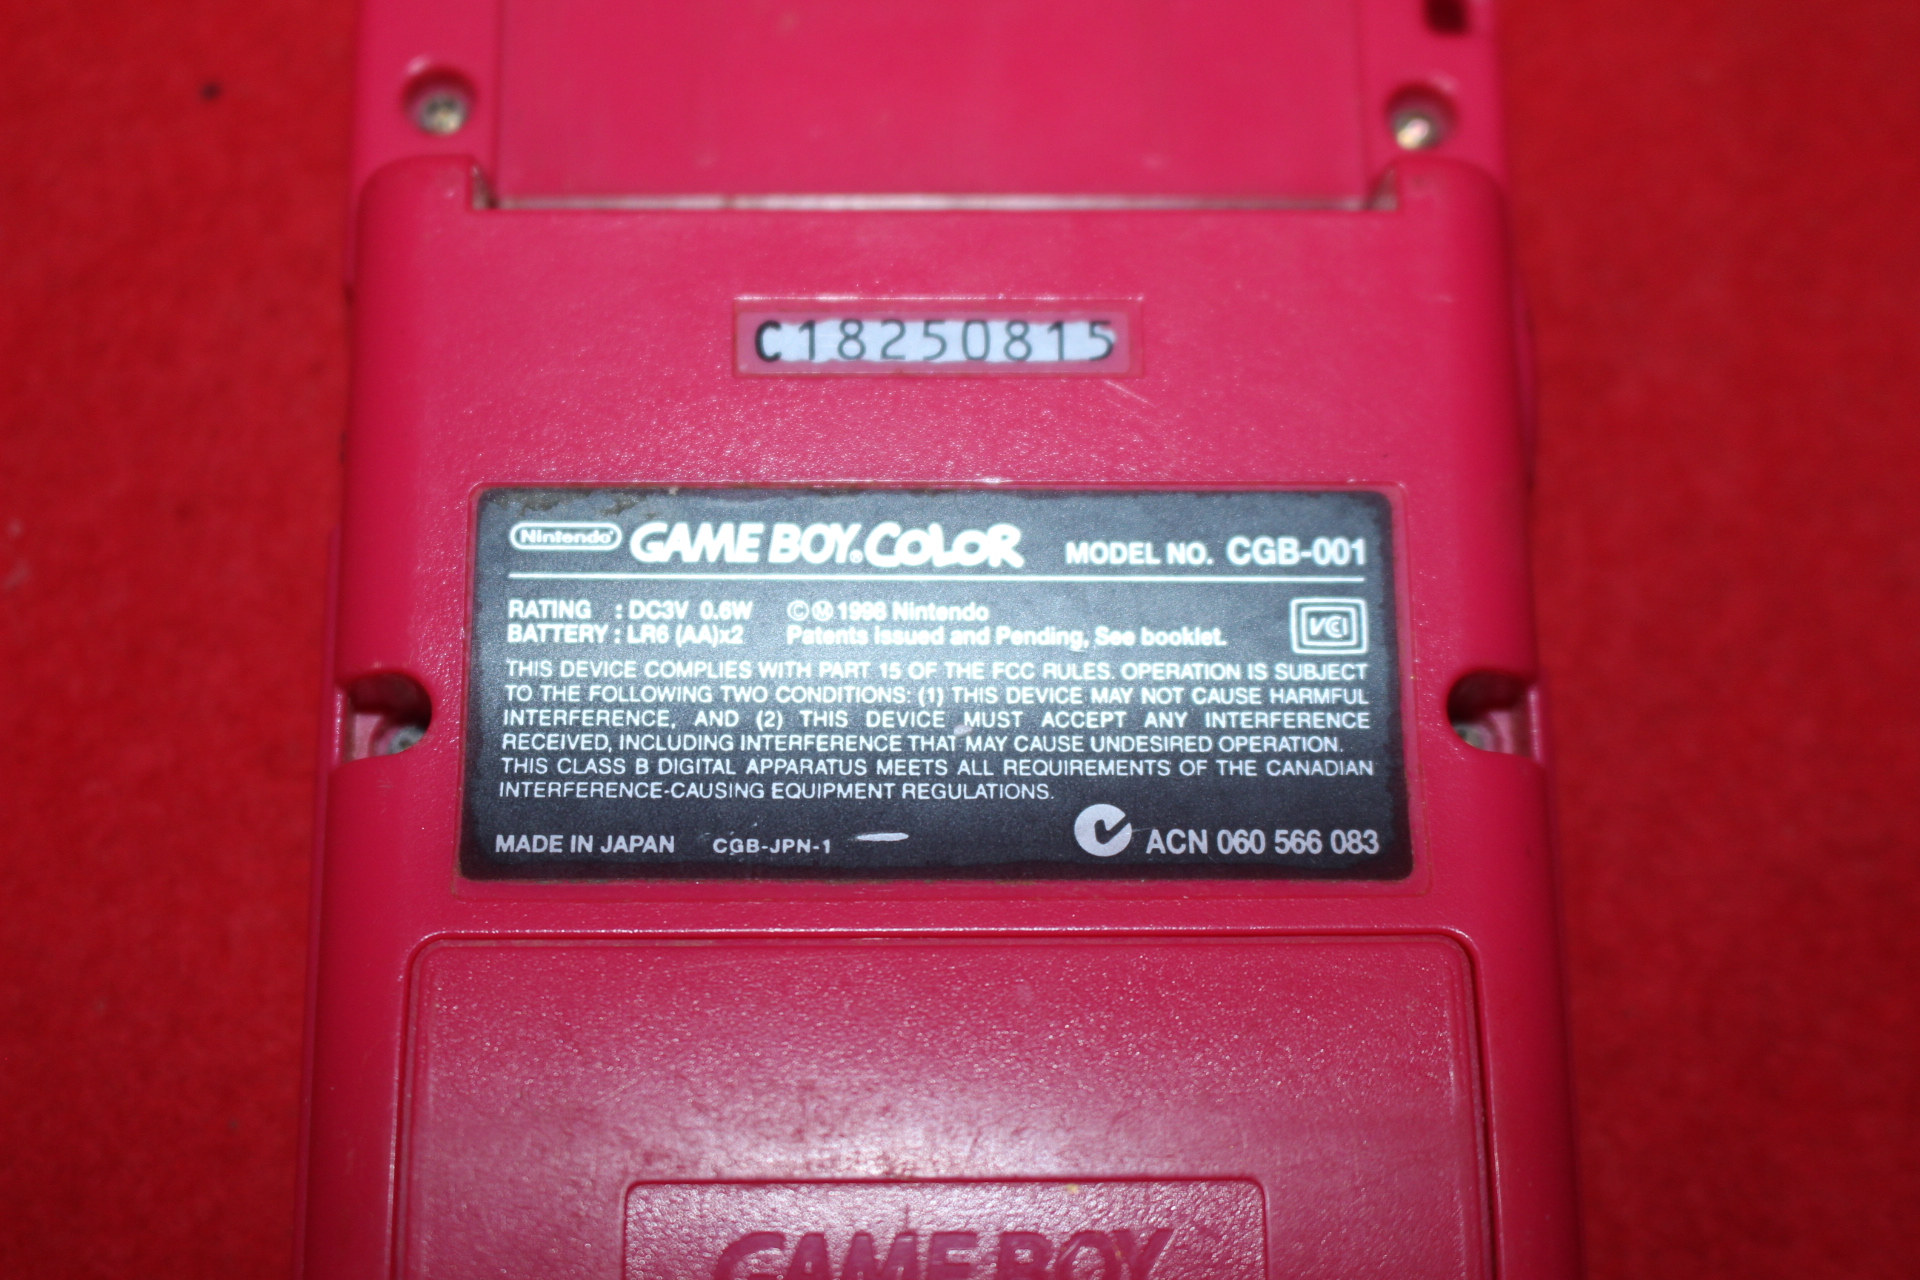 C18250815
Nintendo GAME BOY COLOR MODEL NO. CGB-001
RATING : DC3V 0.6W ©Ⓜ1998 Nintendo
BATTERY : LR6 (AA)x2 Patents Issued and Pending, See booklet.
VCI
THIS DEVICE COMPLIES WITH PART 15 OF THE FCC RULES. OPERATION IS SUBJECT
TO THE FOLLOWING TWO CONDITIONS: (1) THIS DEVICE MAY NOT CAUSE HARMFUL
INTERFERENCE, AND (2) THIS DEVICE MUST ACCEPT ANY INTERFERENCE
RECEIVED, INCLUDING INTERFERENCE THAT MAY CAUSE UNDESIRED OPERATION.
THIS CLASS B DIGITAL APPARATUS MEETS ALL REQUIREMENTS OF THE CANADIAN
INTERFERENCE-CAUSING EQUIPMENT REGULATIONS.
MADE IN JAPAN CGB-JPN-1 ACN 060 566 083
GAME BOY